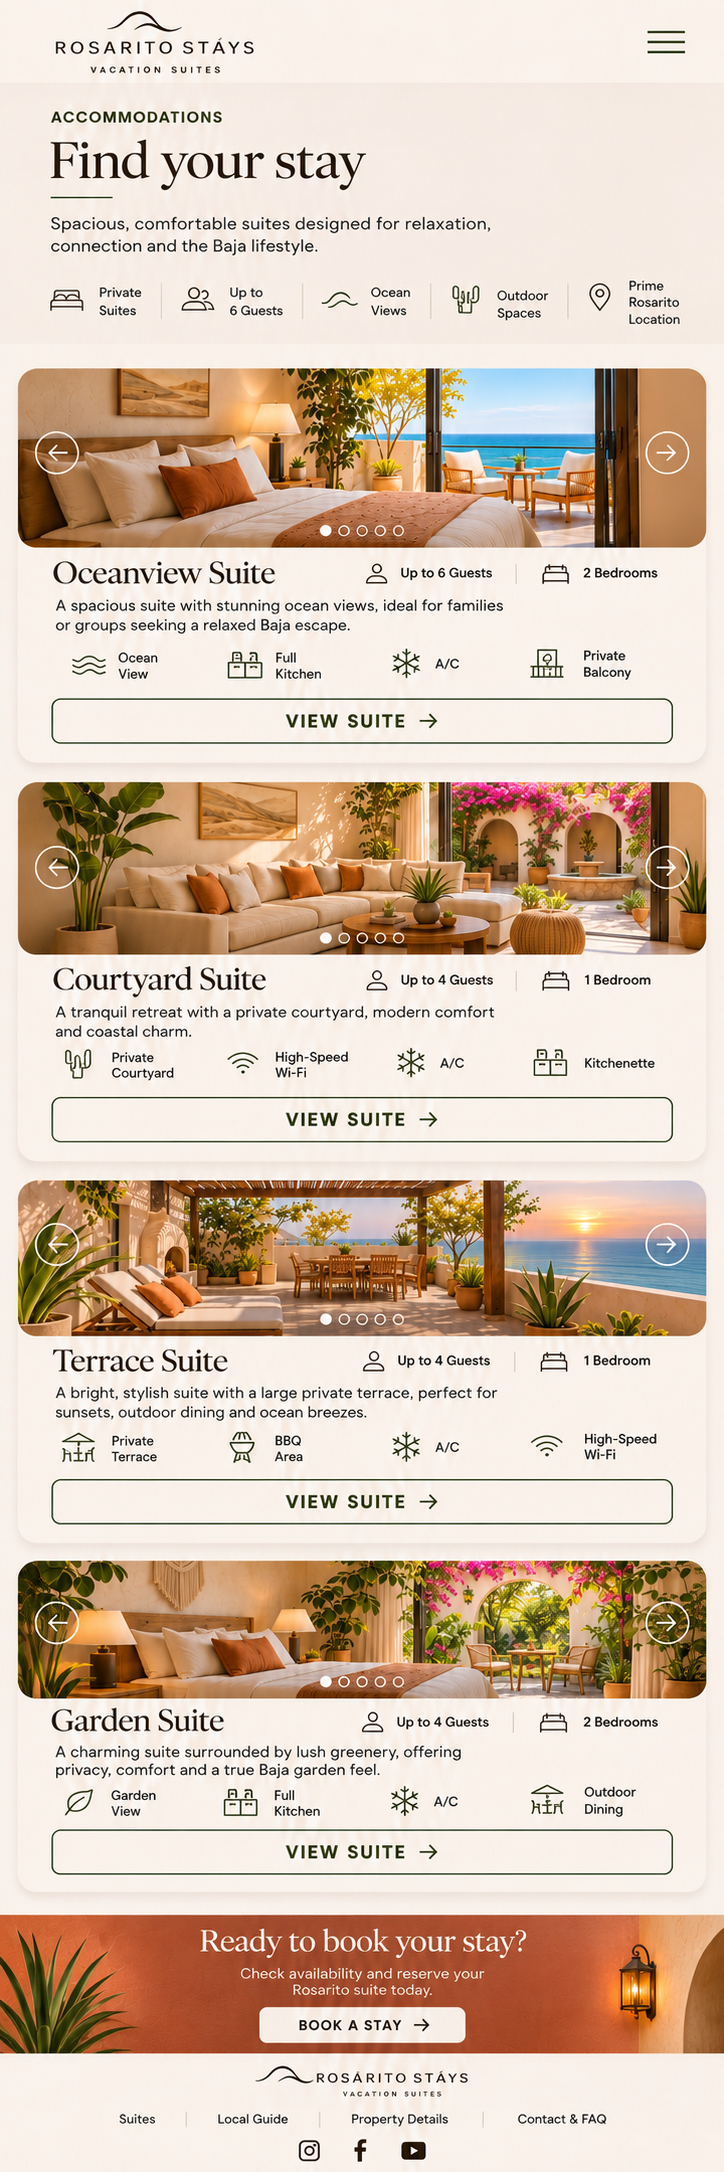 ROSARITO STÁYS
VACATION SUITES
ACCOMMODATIONS
Find your stay
Spacious, comfortable suites designed for relaxation,
connection and the Baja lifestyle.
Private
Suites
Up to
6 Guests
Ocean
Views
Outdoor
Spaces
Prime
Rosarito
Location
Oceanview Suite
Up to 6 Guests
2 Bedrooms
A spacious suite with stunning ocean views, ideal for families
or groups seeking a relaxed Baja escape.
Ocean
View
Full
Kitchen
A/C
Private
Balcony
VIEW SUITE →
Courtyard Suite
Up to 4 Guests
1 Bedroom
A tranquil retreat with a private courtyard, modern comfort
and coastal charm.
Private
Courtyard
High-Speed
Wi-Fi
A/C
Kitchenette
VIEW SUITE →
Terrace Suite
Up to 4 Guests
1 Bedroom
A bright, stylish suite with a large private terrace, perfect for
sunsets, outdoor dining and ocean breezes.
Private
Terrace
BBQ
Area
A/C
High-Speed
Wi-Fi
VIEW SUITE →
Garden Suite
Up to 4 Guests
2 Bedrooms
A charming suite surrounded by lush greenery, offering
privacy, comfort and a true Baja garden feel.
Garden
View
Full
Kitchen
A/C
Outdoor
Dining
VIEW SUITE →
Ready to book your stay?
Check availability and reserve your
Rosarito suite today.
BOOK A STAY →
ROSÁRITO STÁYS
VACATION SUITES
Suites
Local Guide
Property Details
Contact & FAQ